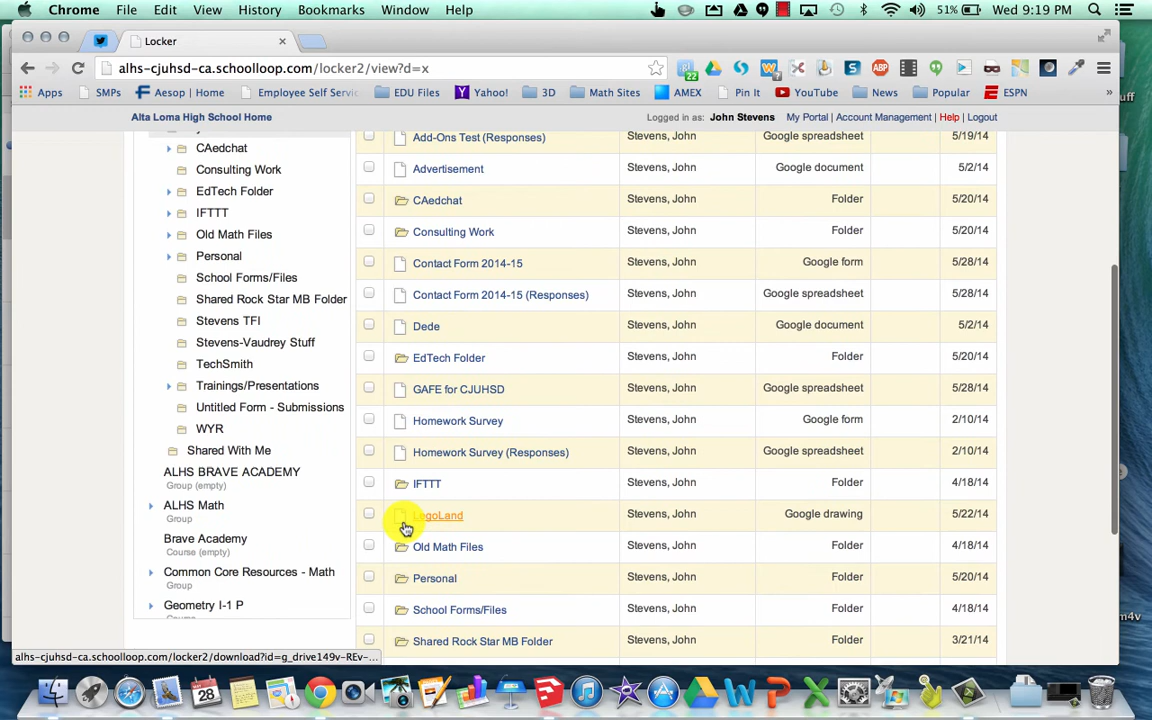 Chrome File Edit View History Bookmarks Window Help 51% Wed 9:19 PM
Locker
alhs-cjuhsd-ca.schoolloop.com/locker2/view?d=x 22
Apps SMPs Aesop | Home Employee Self Servic EDU Files Yahoo! 3D Math Sites AMEX Pin It YouTube News Popular ESPN »
Alta Loma High School Home Logged in as: John Stevens My Portal | Account Management | Help | Logout
CAedchat
Consulting Work
EdTech Folder
IFTTT
Old Math Files
Personal
School Forms/Files
Shared Rock Star MB Folder
Stevens TFI
Stevens-Vaudrey Stuff
TechSmith
Trainings/Presentations
Untitled Form - Submissions
WYR
Shared With Me
ALHS BRAVE ACADEMY
Group (empty)
ALHS Math
Group
Brave Academy
Course (empty)
Common Core Resources - Math
Group
Geometry I-1 P
Add-Ons Test (Responses) Stevens, John Google spreadsheet 5/19/14
Advertisement Stevens, John Google document 5/2/14
CAedchat Stevens, John Folder 5/20/14
Consulting Work Stevens, John Folder 5/20/14
Contact Form 2014-15 Stevens, John Google form 5/28/14
Contact Form 2014-15 (Responses) Stevens, John Google spreadsheet 5/28/14
Dede Stevens, John Google document 5/2/14
EdTech Folder Stevens, John Folder 5/20/14
GAFE for CJUHSD Stevens, John Google spreadsheet 5/28/14
Homework Survey Stevens, John Google form 2/10/14
Homework Survey (Responses) Stevens, John Google spreadsheet 2/10/14
IFTTT Stevens, John Folder 4/18/14
LegoLand Stevens, John Google drawing 5/22/14
Old Math Files Stevens, John Folder 4/18/14
Personal Stevens, John Folder 5/20/14
School Forms/Files Stevens, John Folder 4/18/14
Shared Rock Star MB Folder Stevens, John Folder 3/21/14
alhs-cjuhsd-ca.schoolloop.com/locker2/download?id=g_drive149v-REv-...
28